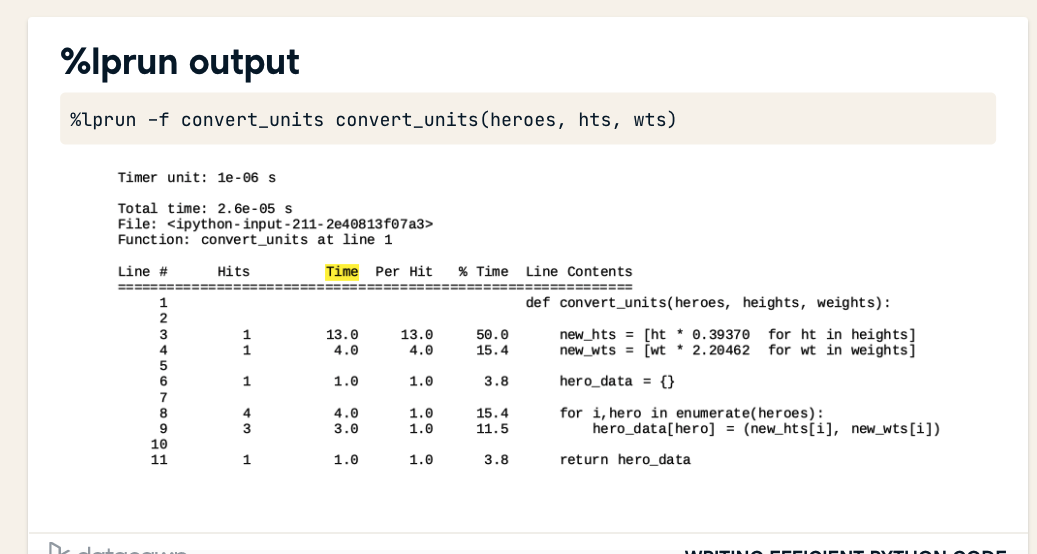 %lprun output
%lprun -f convert_units convert_units(heroes, hts, wts)
Timer unit: 1e-06 s
Total time: 2.6e-05 s
File: <ipython-input-211-2e40813f07a3>
Function: convert_units at line 1
Line #      Hits         Time  Per Hit   % Time  Line Contents
==============================================================
     1                                           def convert_units(heroes, heights, weights):
     2
     3         1         13.0     13.0     50.0      new_hts = [ht * 0.39370  for ht in heights]
     4         1          4.0      4.0     15.4      new_wts = [wt * 2.20462  for wt in weights]
     5
     6         1          1.0      1.0      3.8      hero_data = {}
     7
     8         4          4.0      1.0     15.4      for i,hero in enumerate(heroes):
     9         3          3.0      1.0     11.5          hero_data[hero] = (new_hts[i], new_wts[i])
    10
    11         1          1.0      1.0      3.8      return hero_data
datacamp
WRITING EFFICIENT PYTHON CODE